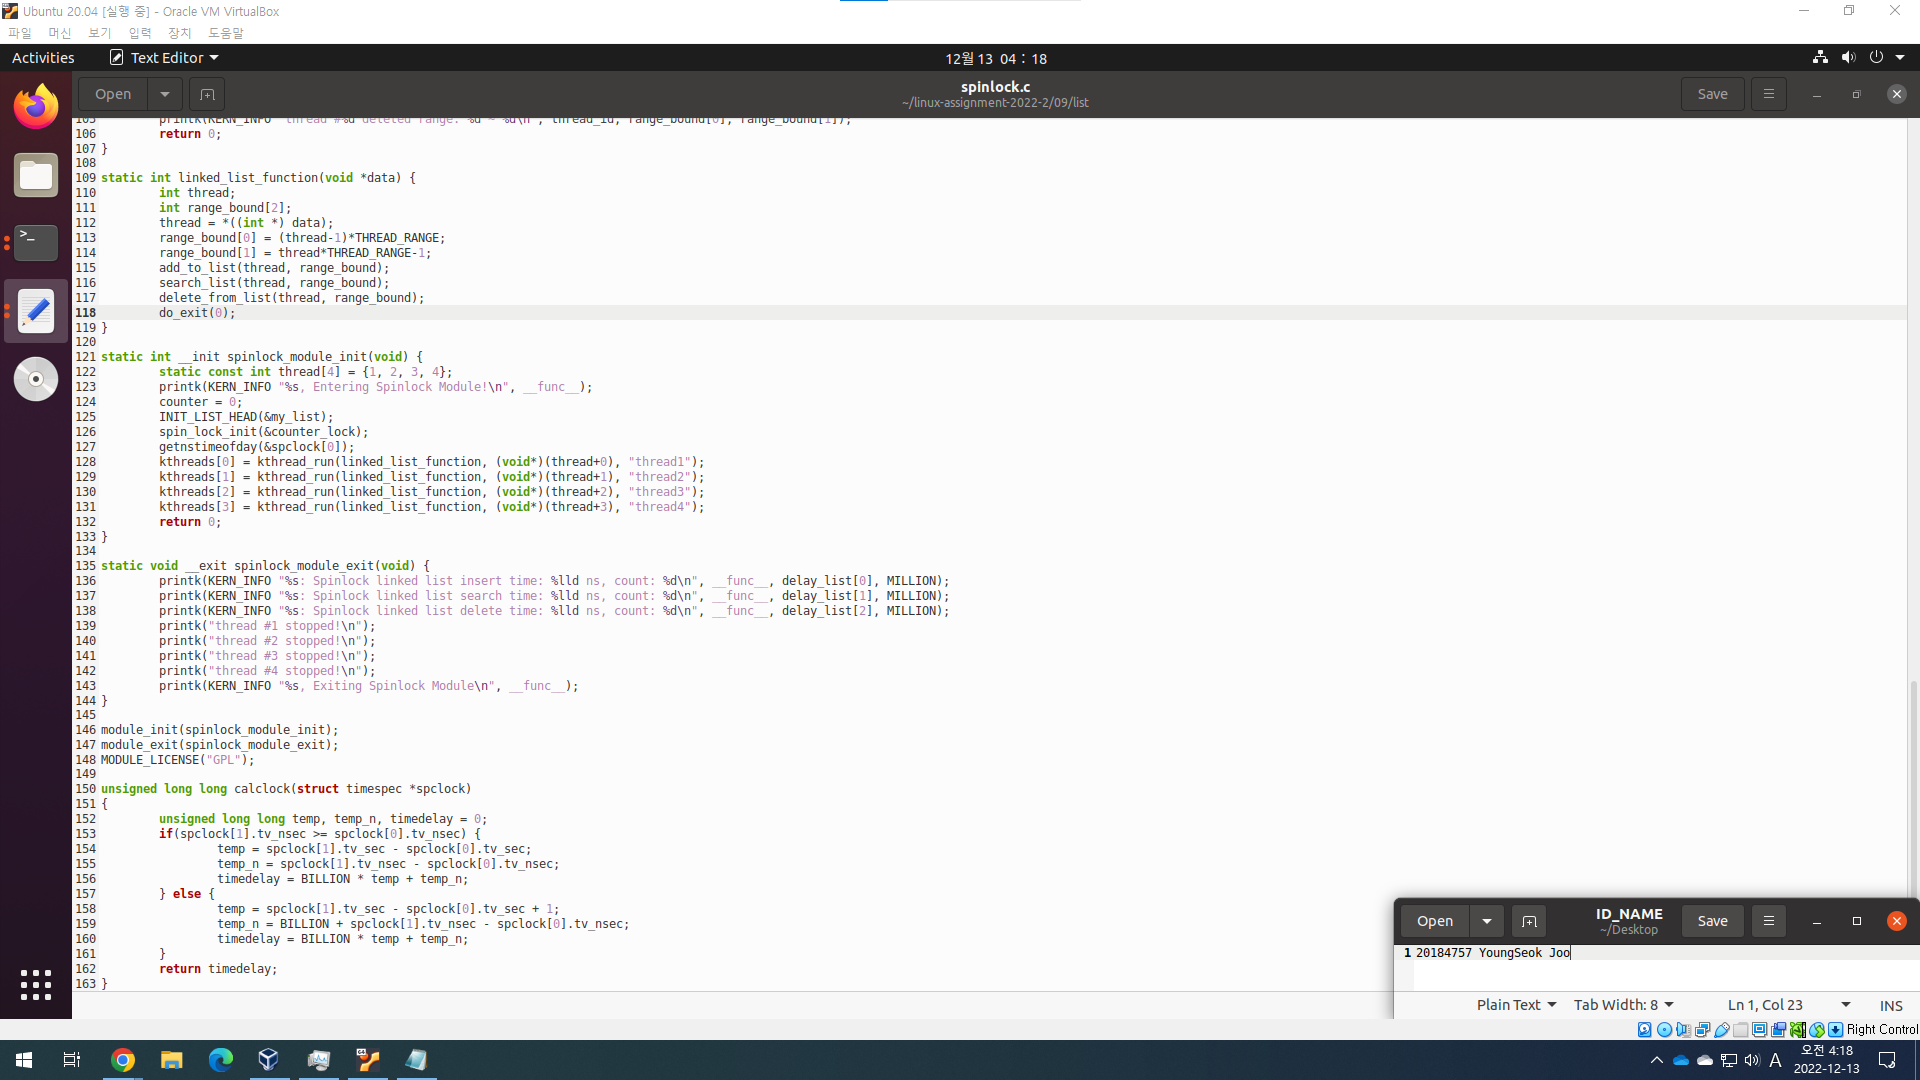 Ubuntu 20.04 [실행 중] - Oracle VM VirtualBox
파일 머신 보기 입력 장치 도움말
Activities Text Editor 12월 13 04 : 18
Open spinlock.c Save
~/linux-assignment-2022-2/09/list
105 printk(KERN_INFO "thread #%d deleted range: %d ~ %d\n", thread_id, range_bound[0], range_bound[1]);
106 return 0;
107 }
108
109 static int linked_list_function(void *data) {
110 int thread;
111 int range_bound[2];
112 thread = *((int *) data);
113 range_bound[0] = (thread-1)*THREAD_RANGE;
114 range_bound[1] = thread*THREAD_RANGE-1;
115 add_to_list(thread, range_bound);
116 search_list(thread, range_bound);
117 delete_from_list(thread, range_bound);
118 do_exit(0);
119 }
120
121 static int __init spinlock_module_init(void) {
122 static const int thread[4] = {1, 2, 3, 4};
123 printk(KERN_INFO "%s, Entering Spinlock Module!\n", __func__);
124 counter = 0;
125 INIT_LIST_HEAD(&my_list);
126 spin_lock_init(&counter_lock);
127 getnstimeofday(&spclock[0]);
128 kthreads[0] = kthread_run(linked_list_function, (void*)(thread+0), "thread1");
129 kthreads[1] = kthread_run(linked_list_function, (void*)(thread+1), "thread2");
130 kthreads[2] = kthread_run(linked_list_function, (void*)(thread+2), "thread3");
131 kthreads[3] = kthread_run(linked_list_function, (void*)(thread+3), "thread4");
132 return 0;
133 }
134
135 static void __exit spinlock_module_exit(void) {
136 printk(KERN_INFO "%s: Spinlock linked list insert time: %lld ns, count: %d\n", __func__, delay_list[0], MILLION);
137 printk(KERN_INFO "%s: Spinlock linked list search time: %lld ns, count: %d\n", __func__, delay_list[1], MILLION);
138 printk(KERN_INFO "%s: Spinlock linked list delete time: %lld ns, count: %d\n", __func__, delay_list[2], MILLION);
139 printk("thread #1 stopped!\n");
140 printk("thread #2 stopped!\n");
141 printk("thread #3 stopped!\n");
142 printk("thread #4 stopped!\n");
143 printk(KERN_INFO "%s, Exiting Spinlock Module\n", __func__);
144 }
145
146 module_init(spinlock_module_init);
147 module_exit(spinlock_module_exit);
148 MODULE_LICENSE("GPL");
149
150 unsigned long long calclock(struct timespec *spclock)
151 {
152 unsigned long long temp, temp_n, timedelay = 0;
153 if(spclock[1].tv_nsec >= spclock[0].tv_nsec) {
154 temp = spclock[1].tv_sec - spclock[0].tv_sec;
155 temp_n = spclock[1].tv_nsec - spclock[0].tv_nsec;
156 timedelay = BILLION * temp + temp_n;
157 } else {
158 temp = spclock[1].tv_sec - spclock[0].tv_sec + 1;
159 temp_n = BILLION + spclock[1].tv_nsec - spclock[0].tv_nsec;
160 timedelay = BILLION * temp + temp_n;
161 }
162 return timedelay;
163 }
Open ID_NAME Save
~/Desktop
1 20184757 YoungSeok Joo
Plain Text Tab Width: 8 Ln 1, Col 23 INS
Right Control
A 오전 4:18
2022-12-13